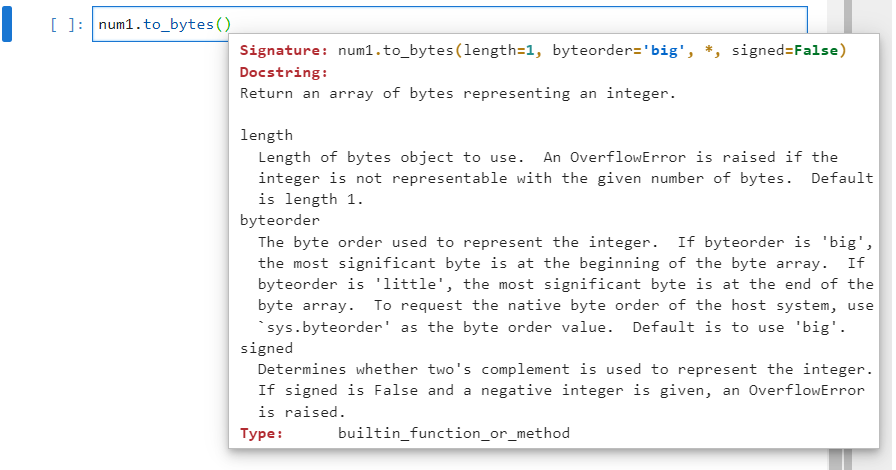 [ ]: num1.to_bytes()
Signature: num1.to_bytes(length=1, byteorder='big', *, signed=False)
Docstring:
Return an array of bytes representing an integer.
length
Length of bytes object to use.  An OverflowError is raised if the
integer is not representable with the given number of bytes.  Default
is length 1.
byteorder
The byte order used to represent the integer.  If byteorder is 'big',
the most significant byte is at the beginning of the byte array.  If
byteorder is 'little', the most significant byte is at the end of the
byte array.  To request the native byte order of the host system, use
`sys.byteorder' as the byte order value.  Default is to use 'big'.
signed
Determines whether two's complement is used to represent the integer.
If signed is False and a negative integer is given, an OverflowError
is raised.
Type:      builtin_function_or_method